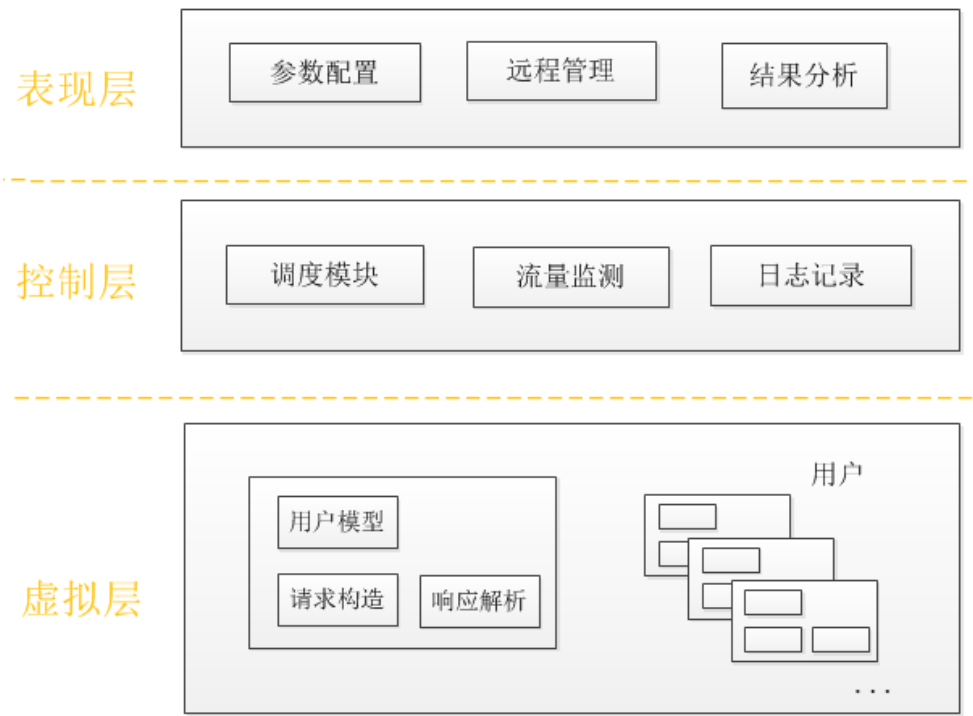 表现层
参数配置
远程管理
结果分析
控制层
调度模块
流量监测
日志记录
虚拟层
用户模型
请求构造
响应解析
用户
...